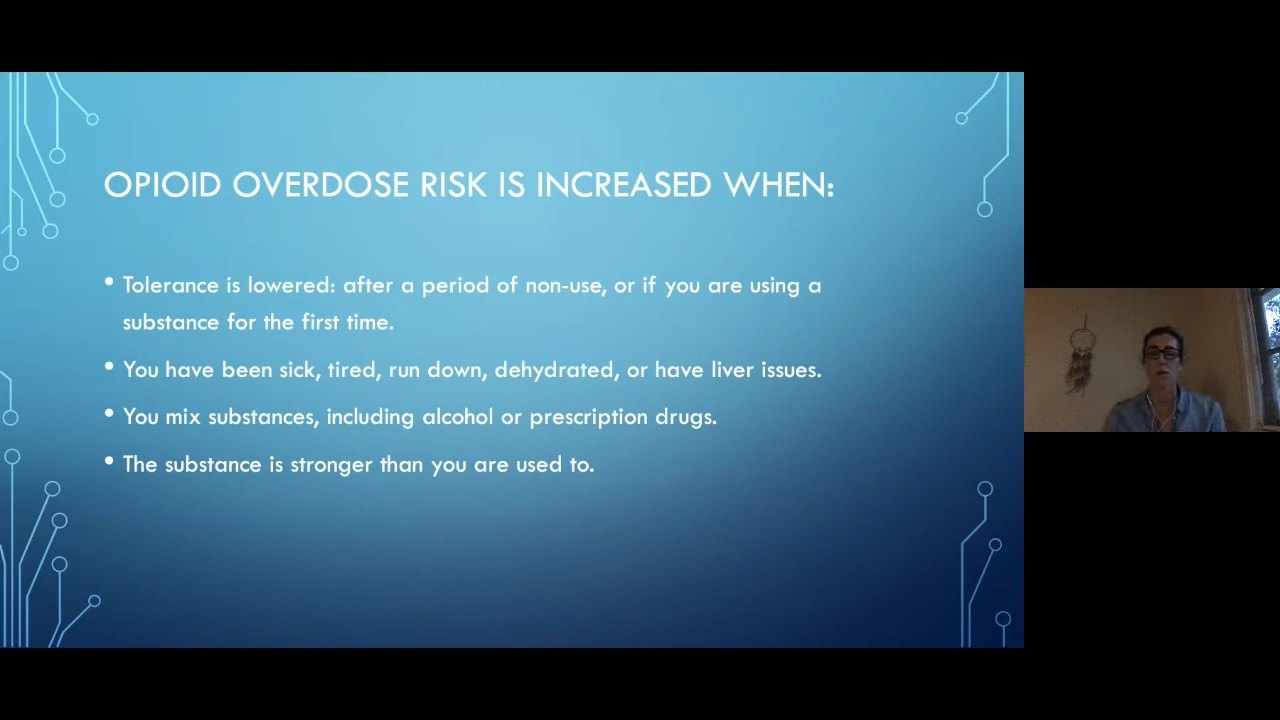 OPIOID OVERDOSE RISK IS INCREASED WHEN:
• Tolerance is lowered: after a period of non-use, or if you are using a
substance for the first time.
• You have been sick, tired, run down, dehydrated, or have liver issues.
• You mix substances, including alcohol or prescription drugs.
• The substance is stronger than you are used to.